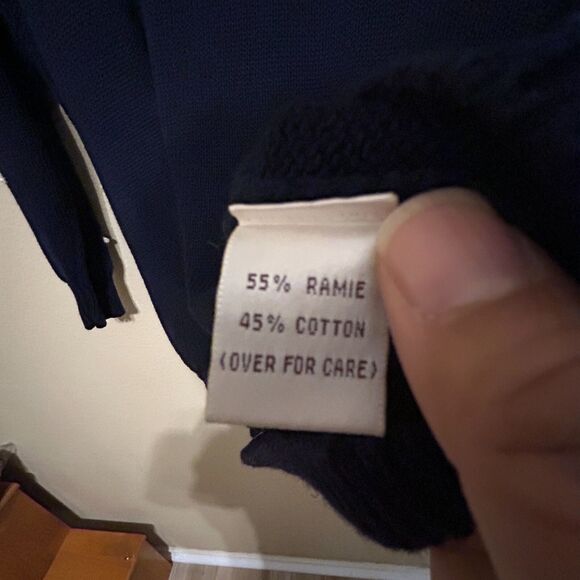 55% RAMIE
45% COTTON
(OVER FOR CARE)